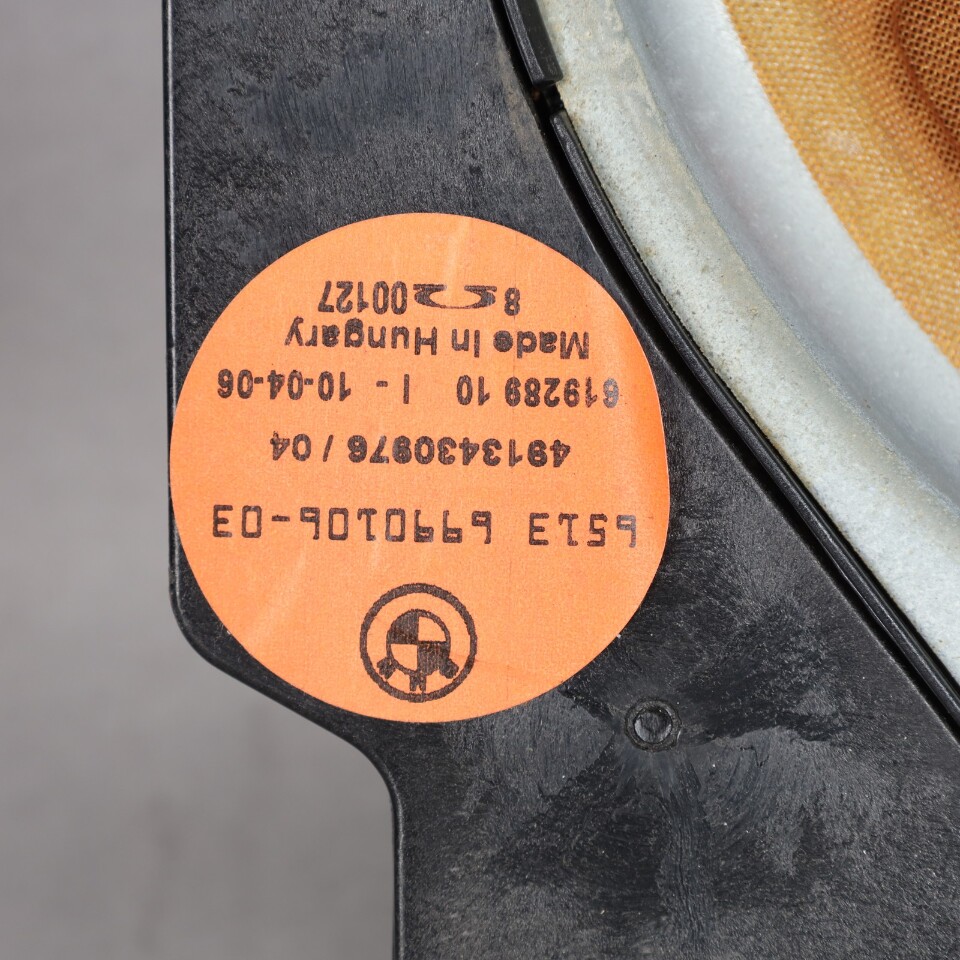 6513 6990106-03
4913430976 / 04
619289 10 I - 10-04-06
Made In Hungary
8 00127